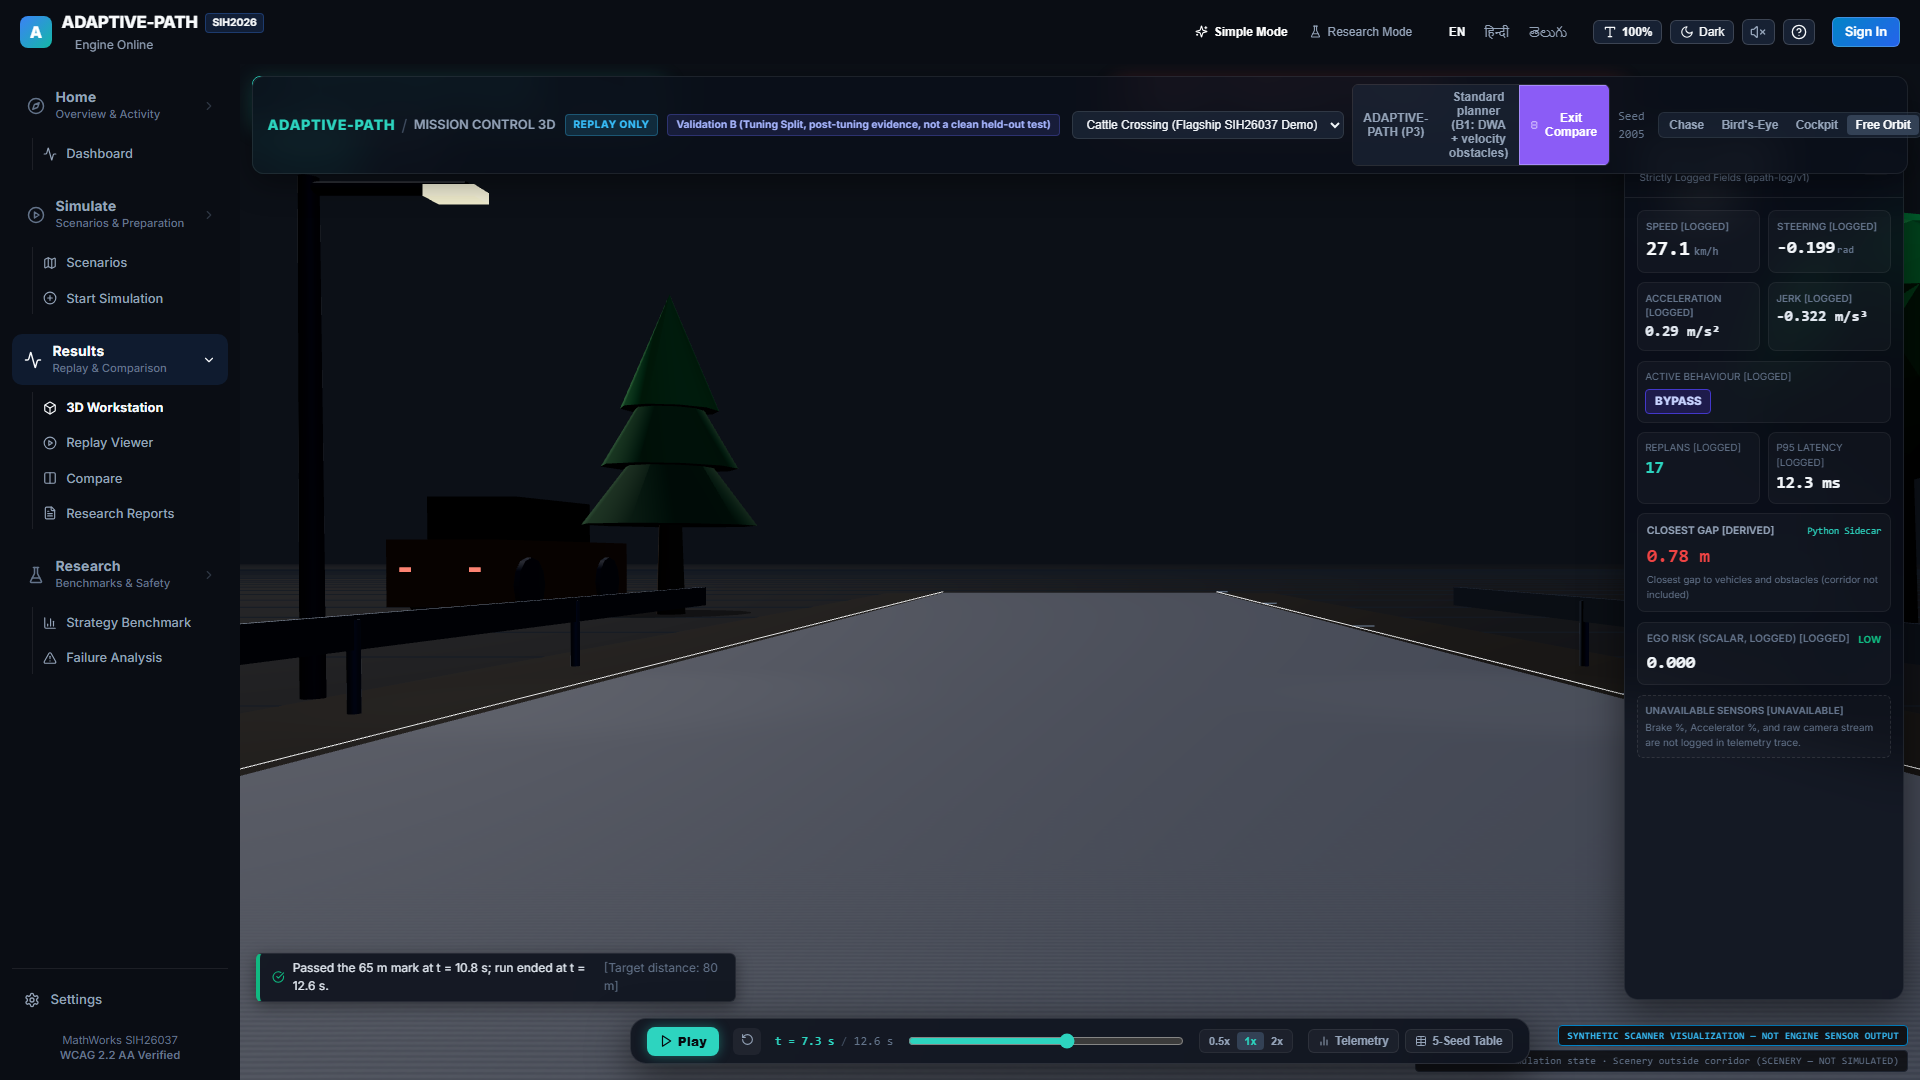 A
ADAPTIVE-PATH SIH2026
Engine Online
Simple Mode
Research Mode
EN हिन्दी తెలుగు
100%
Dark
Sign In
Home
Overview & Activity
Dashboard
Simulate
Scenarios & Preparation
Scenarios
Start Simulation
Results
Replay & Comparison
3D Workstation
Replay Viewer
Compare
Research Reports
Research
Benchmarks & Safety
Strategy Benchmark
Failure Analysis
Settings
MathWorks SIH26037
WCAG 2.2 AA Verified
ADAPTIVE-PATH / MISSION CONTROL 3D
REPLAY ONLY
Validation B (Tuning Split, post-tuning evidence, not a clean held-out test)
Cattle Crossing (Flagship SIH26037 Demo)
ADAPTIVE-
PATH (P3)
Standard
planner
(B1: DWA
+ velocity
obstacles)
Exit
Compare
Seed
2005
Chase Bird's-Eye Cockpit Free Orbit
Strictly Logged Fields (apath-log/v1)
SPEED [LOGGED]
27.1 km/h
STEERING [LOGGED]
-0.199 rad
ACCELERATION
[LOGGED]
0.29 m/s²
JERK [LOGGED]
-0.322 m/s³
ACTIVE BEHAVIOUR [LOGGED]
BYPASS
REPLANS [LOGGED]
17
P95 LATENCY
[LOGGED]
12.3 ms
CLOSEST GAP [DERIVED] Python Sidecar
0.78 m
Closest gap to vehicles and obstacles (corridor not
included)
EGO RISK (SCALAR, LOGGED) [LOGGED] LOW
0.000
UNAVAILABLE SENSORS [UNAVAILABLE]
Brake %, Accelerator %, and raw camera stream
are not logged in telemetry trace.
Passed the 65 m mark at t = 10.8 s; run ended at t =
12.6 s.
[Target distance: 80
m]
Play
t = 7.3 s / 12.6 s
0.5x 1x 2x
Telemetry
5-Seed Table
SYNTHETIC SCANNER VISUALIZATION — NOT ENGINE SENSOR OUTPUT
state · Scenery outside corridor (SCENERY — NOT SIMULATED)